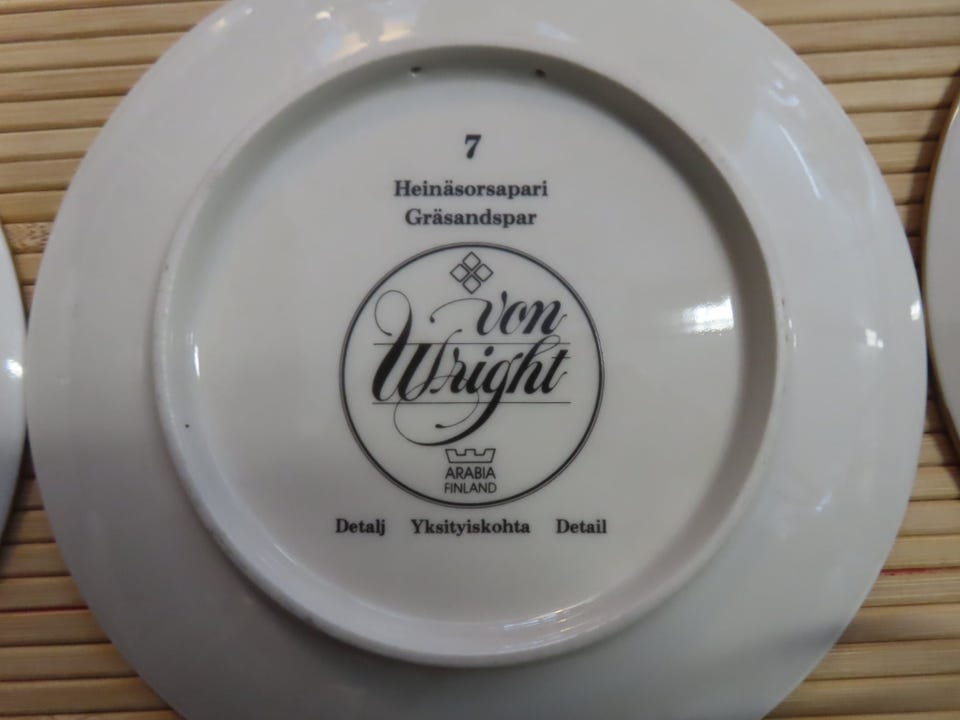 7
Heinäsorsapari
Gräsandspar
von
Wright
ARABIA
FINLAND
Detalj Yksityiskohta Detail